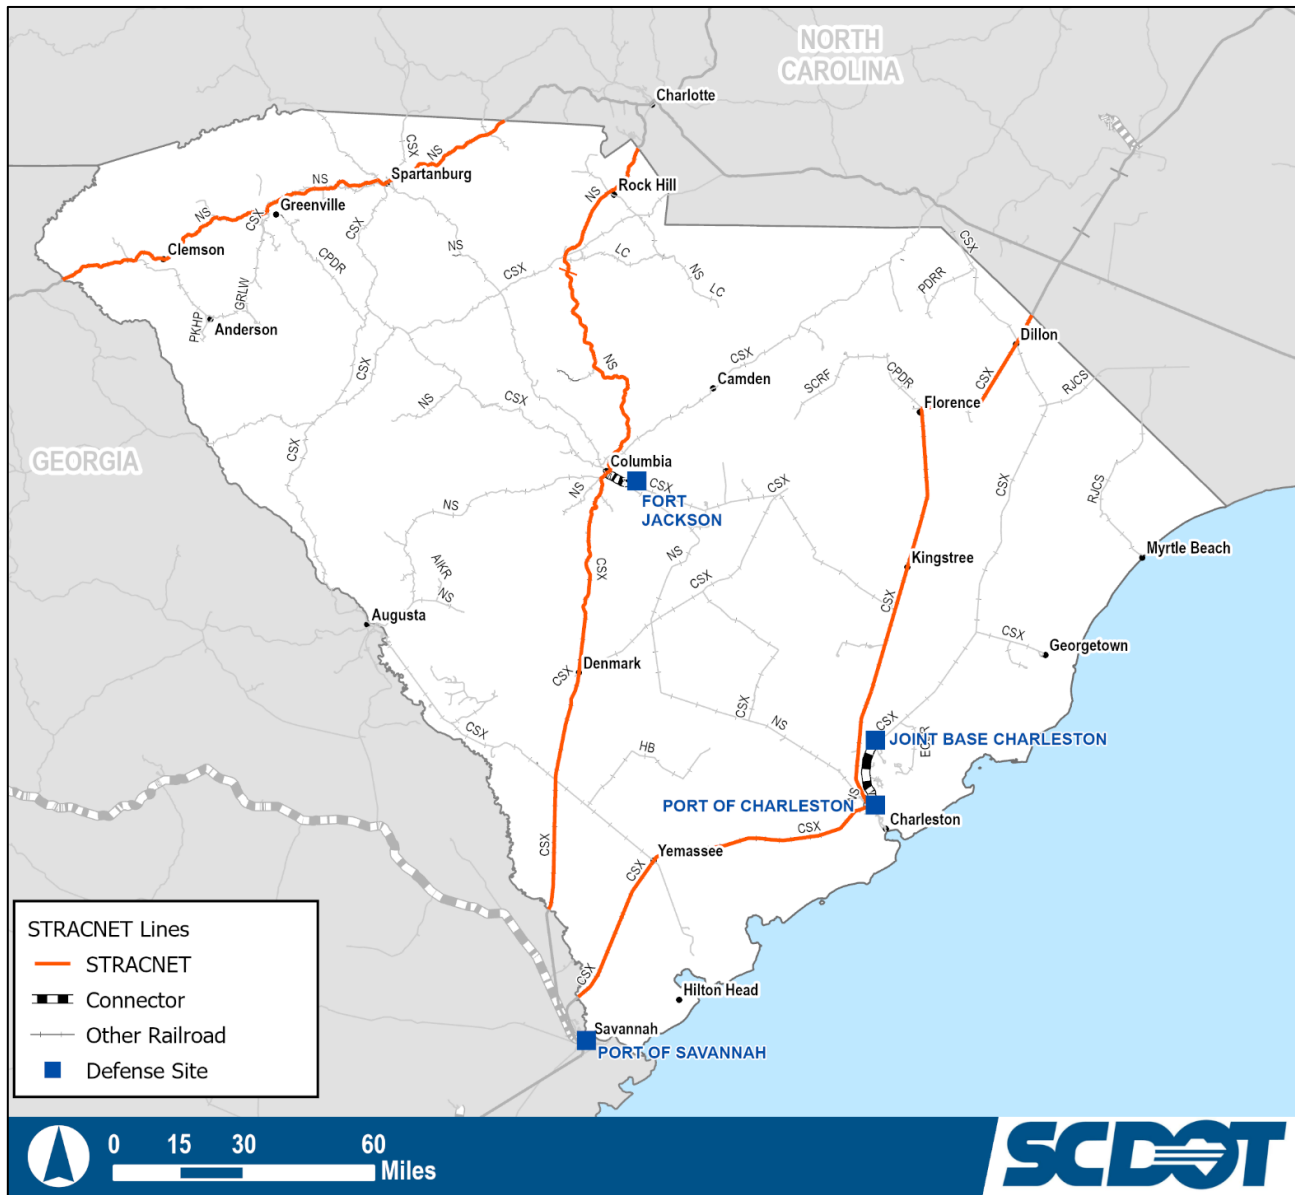 NORTH
CAROLINA
Charlotte
CSX
NS
Spartanburg
NS
Rock Hill
NS
Greenville
NS
CSX
CSX
Clemson
CPDR
NS
CSX
LC
NS
LC
CSX
PDRR
GRLW
PKHP
Anderson
Dillon
CSX
NS
CSX
Camden
SCRF
CPDR
CSX
RJCS
NS
CSX
Florence
GEORGIA
CSX
Columbia
NS
CSX
FORT
JACKSON
CSX
CSX
RJCS
NS
NS
Myrtle Beach
AIKR
NS
CSX
CSX
Kingstree
CSX
Augusta
CSX
Georgetown
Denmark
CSX
CSX
NS
CSX
JOINT BASE CHARLESTON
CSX
HB
NS
PORT OF CHARLESTON
Charleston
CSX
CSX
Yemassee
CSX
CSX
Hilton Head
Savannah
PORT OF SAVANNAH
STRACNET Lines
STRACNET
Connector
Other Railroad
Defense Site
0 15 30 60
Miles
SCDOT